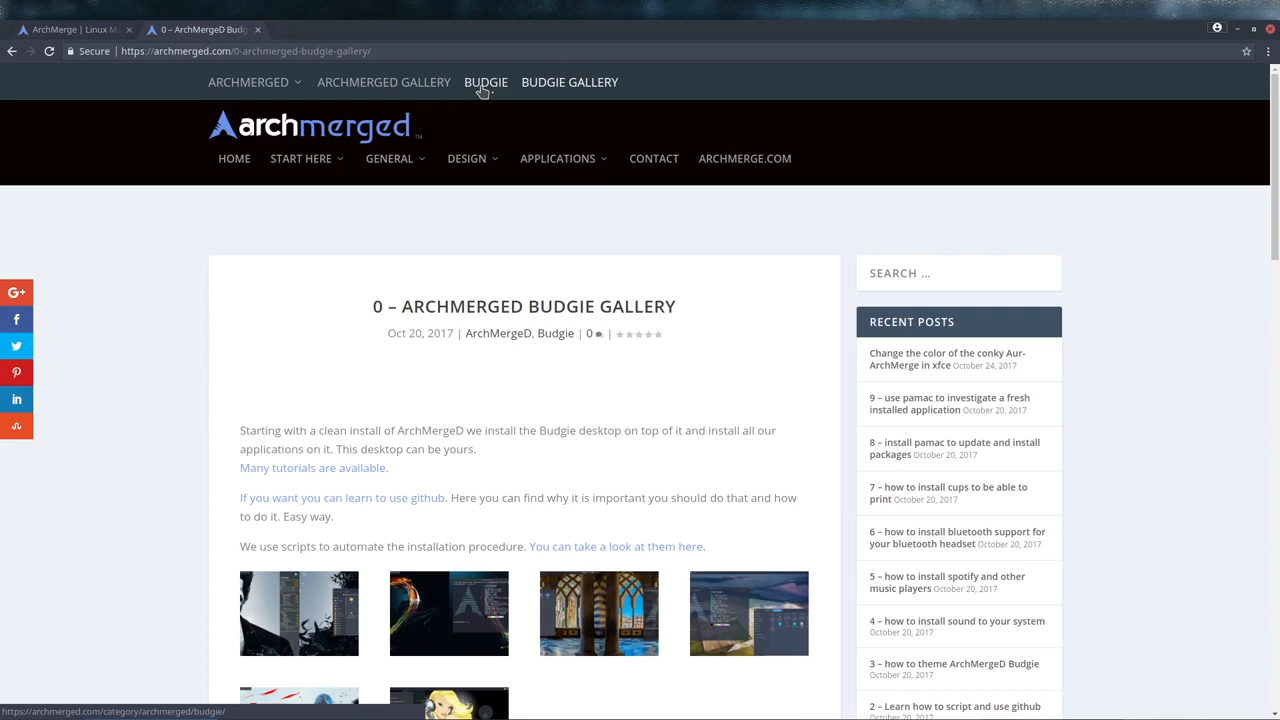 ArchMerge | Linux M
0 – ArchMergeD Budg
Secure | https://archmerged.com/0-archmerged-budgie-gallery/
ARCHMERGED ARCHMERGED GALLERY BUDGIE BUDGIE GALLERY
archmerged™
HOME START HERE GENERAL DESIGN APPLICATIONS CONTACT ARCHMERGE.COM
0 – ARCHMERGED BUDGIE GALLERY
Oct 20, 2017 | ArchMergeD, Budgie | 0 |
Starting with a clean install of ArchMergeD we install the Budgie desktop on top of it and install all our
applications on it. This desktop can be yours.
Many tutorials are available.
If you want you can learn to use github. Here you can find why it is important you should do that and how
to do it. Easy way.
We use scripts to automate the installation procedure. You can take a look at them here.
SEARCH ...
RECENT POSTS
Change the color of the conky Aur-
ArchMerge in xfce October 24, 2017
9 – use pamac to investigate a fresh
installed application October 20, 2017
8 – install pamac to update and install
packages October 20, 2017
7 – how to install cups to be able to
print October 20, 2017
6 – how to install bluetooth support for
your bluetooth headset October 20, 2017
5 – how to install spotify and other
music players October 20, 2017
4 – how to install sound to your system
October 20, 2017
3 – how to theme ArchMergeD Budgie
October 20, 2017
2 – Learn how to script and use github
G+
https://archmerged.com/category/archmerged/budgie/